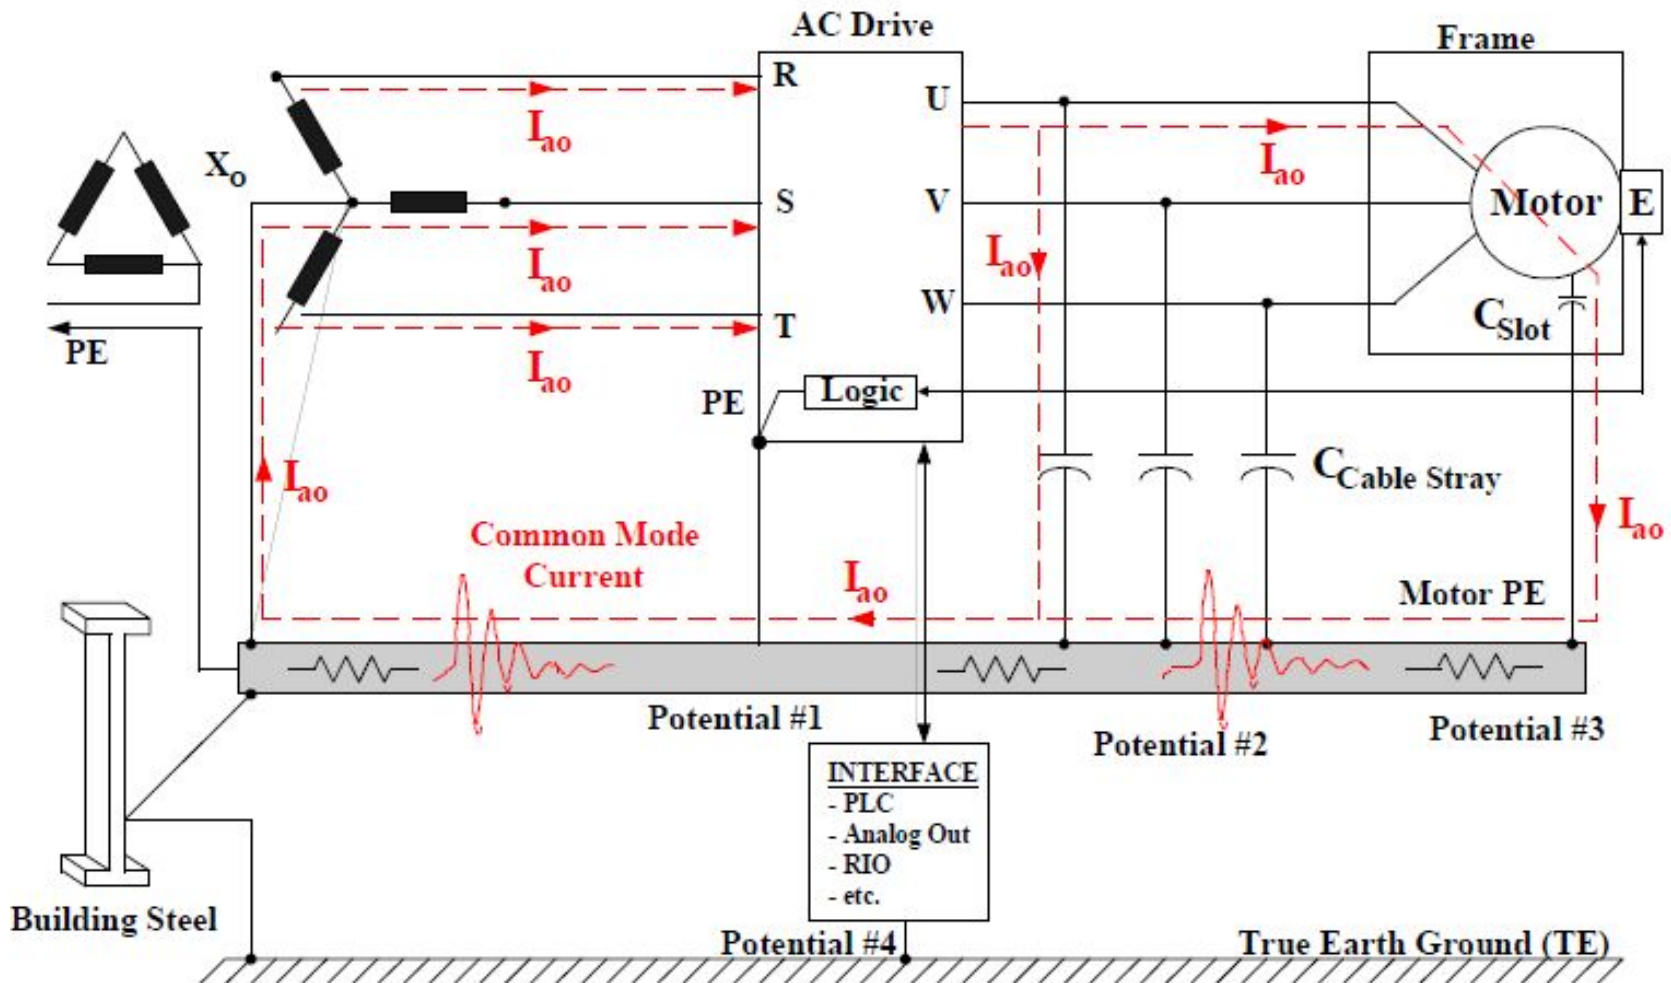 AC Drive
Frame
R
U
Iao
Iao
Xo
S
V
Motor
E
Iao
Iao
W
CSlot
T
PE
Iao
PE
Logic
Iao
CCable Stray
Iao
Common Mode
Current
Iao
Motor PE
Potential #1
Potential #2
Potential #3
INTERFACE
- PLC
- Analog Out
- RIO
- etc.
Building Steel
Potential #4
True Earth Ground (TE)